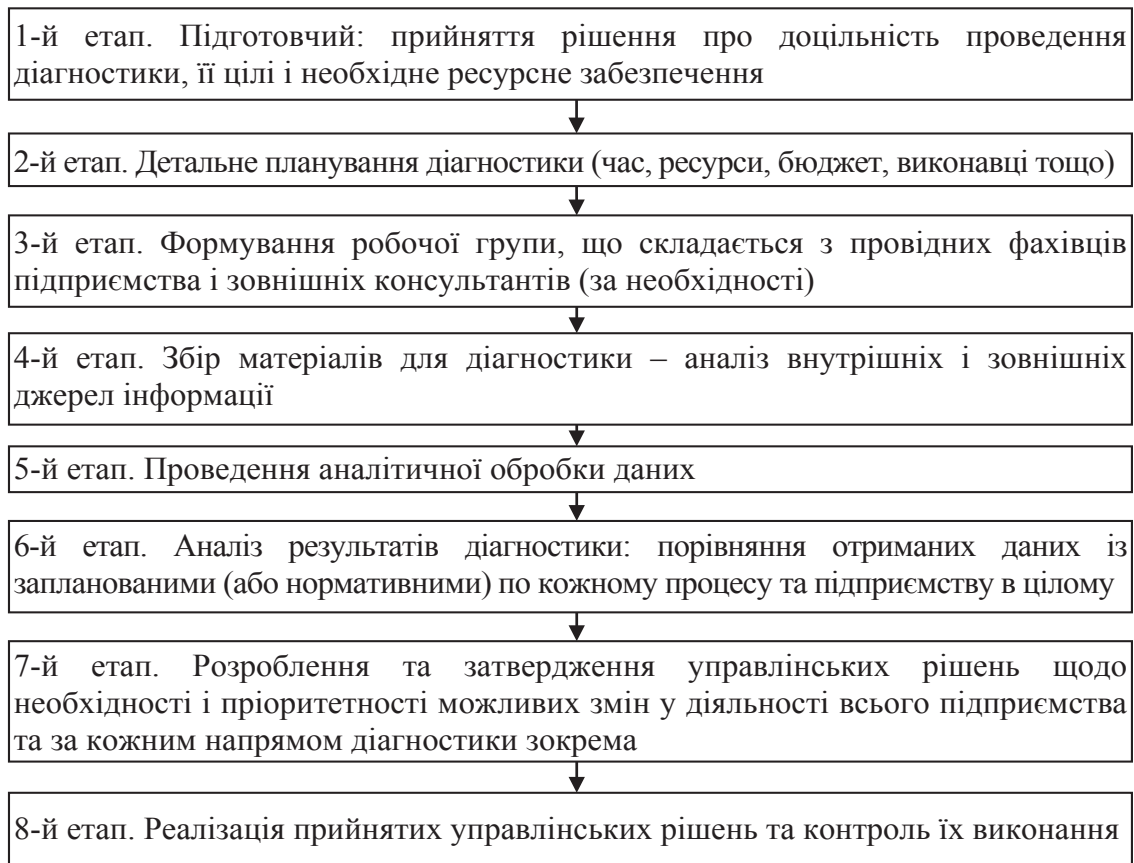 1-й етап. Підготовчий: прийняття рішення про доцільність проведення
діагностики, її цілі і необхідне ресурсне забезпечення
2-й етап. Детальне планування діагностики (час, ресурси, бюджет, виконавці тощо)
3-й етап. Формування робочої групи, що складається з провідних фахівців
підприємства і зовнішніх консультантів (за необхідності)
4-й етап. Збір матеріалів для діагностики – аналіз внутрішніх і зовнішніх
джерел інформації
5-й етап. Проведення аналітичної обробки даних
6-й етап. Аналіз результатів діагностики: порівняння отриманих даних із
запланованими (або нормативними) по кожному процесу та підприємству в цілому
7-й етап. Розроблення та затвердження управлінських рішень щодо
необхідності і пріоритетності можливих змін у діяльності всього підприємства
та за кожним напрямом діагностики зокрема
8-й етап. Реалізація прийнятих управлінських рішень та контроль їх виконання